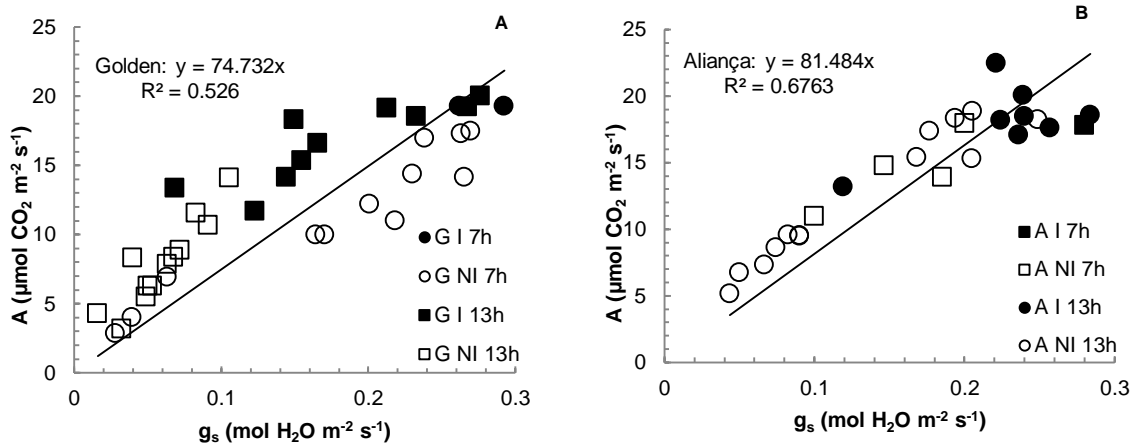 A
Golden: y = 74.732x
R² = 0.526
25
20
15
10
5
0
A (µmol CO₂ m⁻² s⁻¹)
G I 7h
G NI 7h
G I 13h
G NI 13h
0 0.1 0.2 0.3
gₛ (mol H₂O m⁻² s⁻¹)
B
Aliança: y = 81.484x
R² = 0.6763
25
20
15
10
5
0
A (µmol CO₂ m⁻² s⁻¹)
A I 7h
A NI 7h
A I 13h
A NI 13h
0 0.1 0.2 0.3
gₛ (mol H₂O m⁻² s⁻¹)